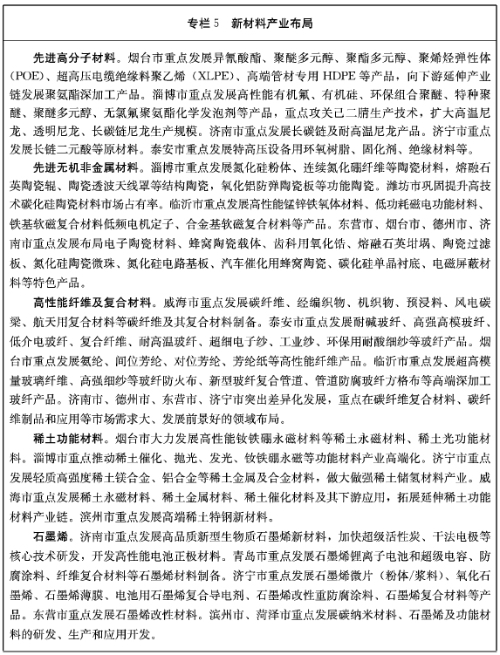 专栏 5 新材料产业布局
先进高分子材料。烟台市重点发展异氰酸酯、聚醚多元醇、聚酯多元醇、聚烯烃弹性体
（POE）、超高压电缆绝缘料聚乙烯（XLPE）、高端管材专用 HDPE 等产品，向下游延伸产业
链发展聚氨酯深加工产品。淄博市重点发展高性能有机氟、有机硅、环保组合聚醚、特种聚
醚、聚醚多元醇、无氯氟聚氨酯化学发泡剂等产品，重点攻关己二腈生产技术，扩大高温尼
龙、透明尼龙、长碳链尼龙生产规模。济南市重点发展长碳链及耐高温尼龙产品。济宁市重点
发展长链二元酸等原材料。泰安市重点发展特高压设备用环氧树脂、固化剂、绝缘材料等。
先进无机非金属材料。淄博市重点发展氮化硅粉体、连续氮化硼纤维等陶瓷材料，熔融石
英陶瓷辊、陶瓷透波天线罩等结构陶瓷，氧化铝防弹陶瓷板等功能陶瓷。潍坊市巩固提升高技
术碳化硅陶瓷材料市场占有率。临沂市重点发展高性能锰锌铁氧体材料、低功耗磁电功能材料、
铁基软磁复合材料低频电机定子、合金基软磁复合材料等产品。东营市、烟台市、德州市、济
南市重点发展布局电子陶瓷材料、蜂窝陶瓷载体、齿科用氧化锆、熔融石英坩埚、陶瓷过滤
板、氮化硅陶瓷微珠、氮化硅电路基板、汽车催化用蜂窝陶瓷、碳化硅单晶衬底、电磁屏蔽材
料等特色产品。
高性能纤维及复合材料。威海市重点发展碳纤维、经编织物、机织物、预浸料、风电碳
梁、航天用复合材料等碳纤维及其复合材料制备。泰安市重点发展耐碱玻纤、高强高模玻纤、
低介电玻纤、复合纤维、耐高温玻纤、超细电子纱、工业纱、环保用耐酸细纱等玻纤产品。烟
台市重点发展氨纶、间位芳纶、对位芳纶、芳纶纸等高性能纤维产品。临沂市重点发展超高模
量玻璃纤维、高强细纱等玻纤防火布、新型玻纤复合管道、管道防腐玻纤方格布等高端深加工
玻纤产品。济南市、德州市、东营市、济宁市突出差异化发展，重点在碳纤维复合材料、碳纤
维制品和应用等市场需求大、发展前景好的领域布局。
稀土功能材料。烟台市大力发展高性能钕铁硼永磁材料等稀土永磁材料、稀土光功能材
料。淄博市重点推动稀土催化、抛光、发光、钕铁硼永磁等功能材料产业高端化。济宁市重点
发展轻质高强度稀土镁合金、铝合金等稀土金属及合金材料，做大做强稀土储氢材料产业。威
海市重点发展稀土永磁材料、稀土金属材料、稀土催化材料及其下游应用，拓展延伸稀土功能
材料产业链。滨州市重点发展高端稀土特钢新材料。
石墨烯。济南市重点发展高品质新型生物质石墨烯新材料，加快超级活性炭、干法电极等
核心技术研发，开发高性能电池正极材料。青岛市重点发展石墨烯锂离子电池和超级电容、防
腐涂料、纤维复合材料等石墨烯材料制备。济宁市重点发展石墨烯微片（粉体/浆料）、氧化石
墨烯、石墨烯薄膜、电池用石墨烯复合导电剂、石墨烯改性重防腐涂料、石墨烯复合材料等产
品。东营市重点发展石墨烯改性材料。滨州市、菏泽市重点发展碳纳米材料、石墨烯及功能材
料的研发、生产和应用开发。